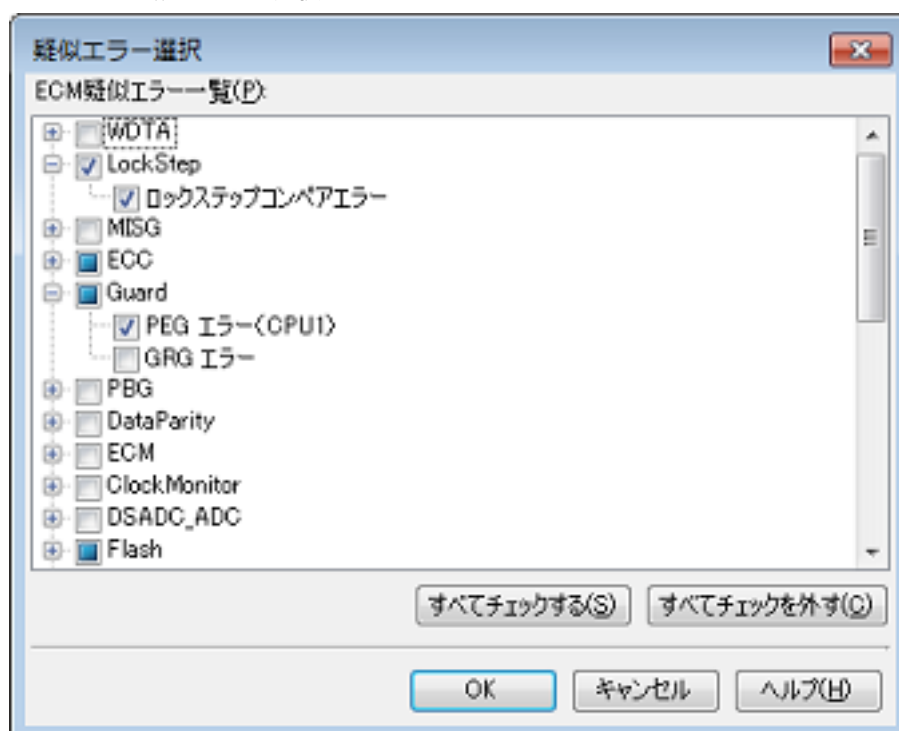 疑似エラー選択
ECM疑似エラー一覧(P):
WDTA
LockStep
ロックステップコンペアエラー
MISG
ECC
Guard
PEG エラー(CPU1)
GRG エラー
PBG
DataParity
ECM
ClockMonitor
DSADC_ADC
Flash
すべてチェックする(S) すべてチェックを外す(C)
OK キャンセル ヘルプ(H)